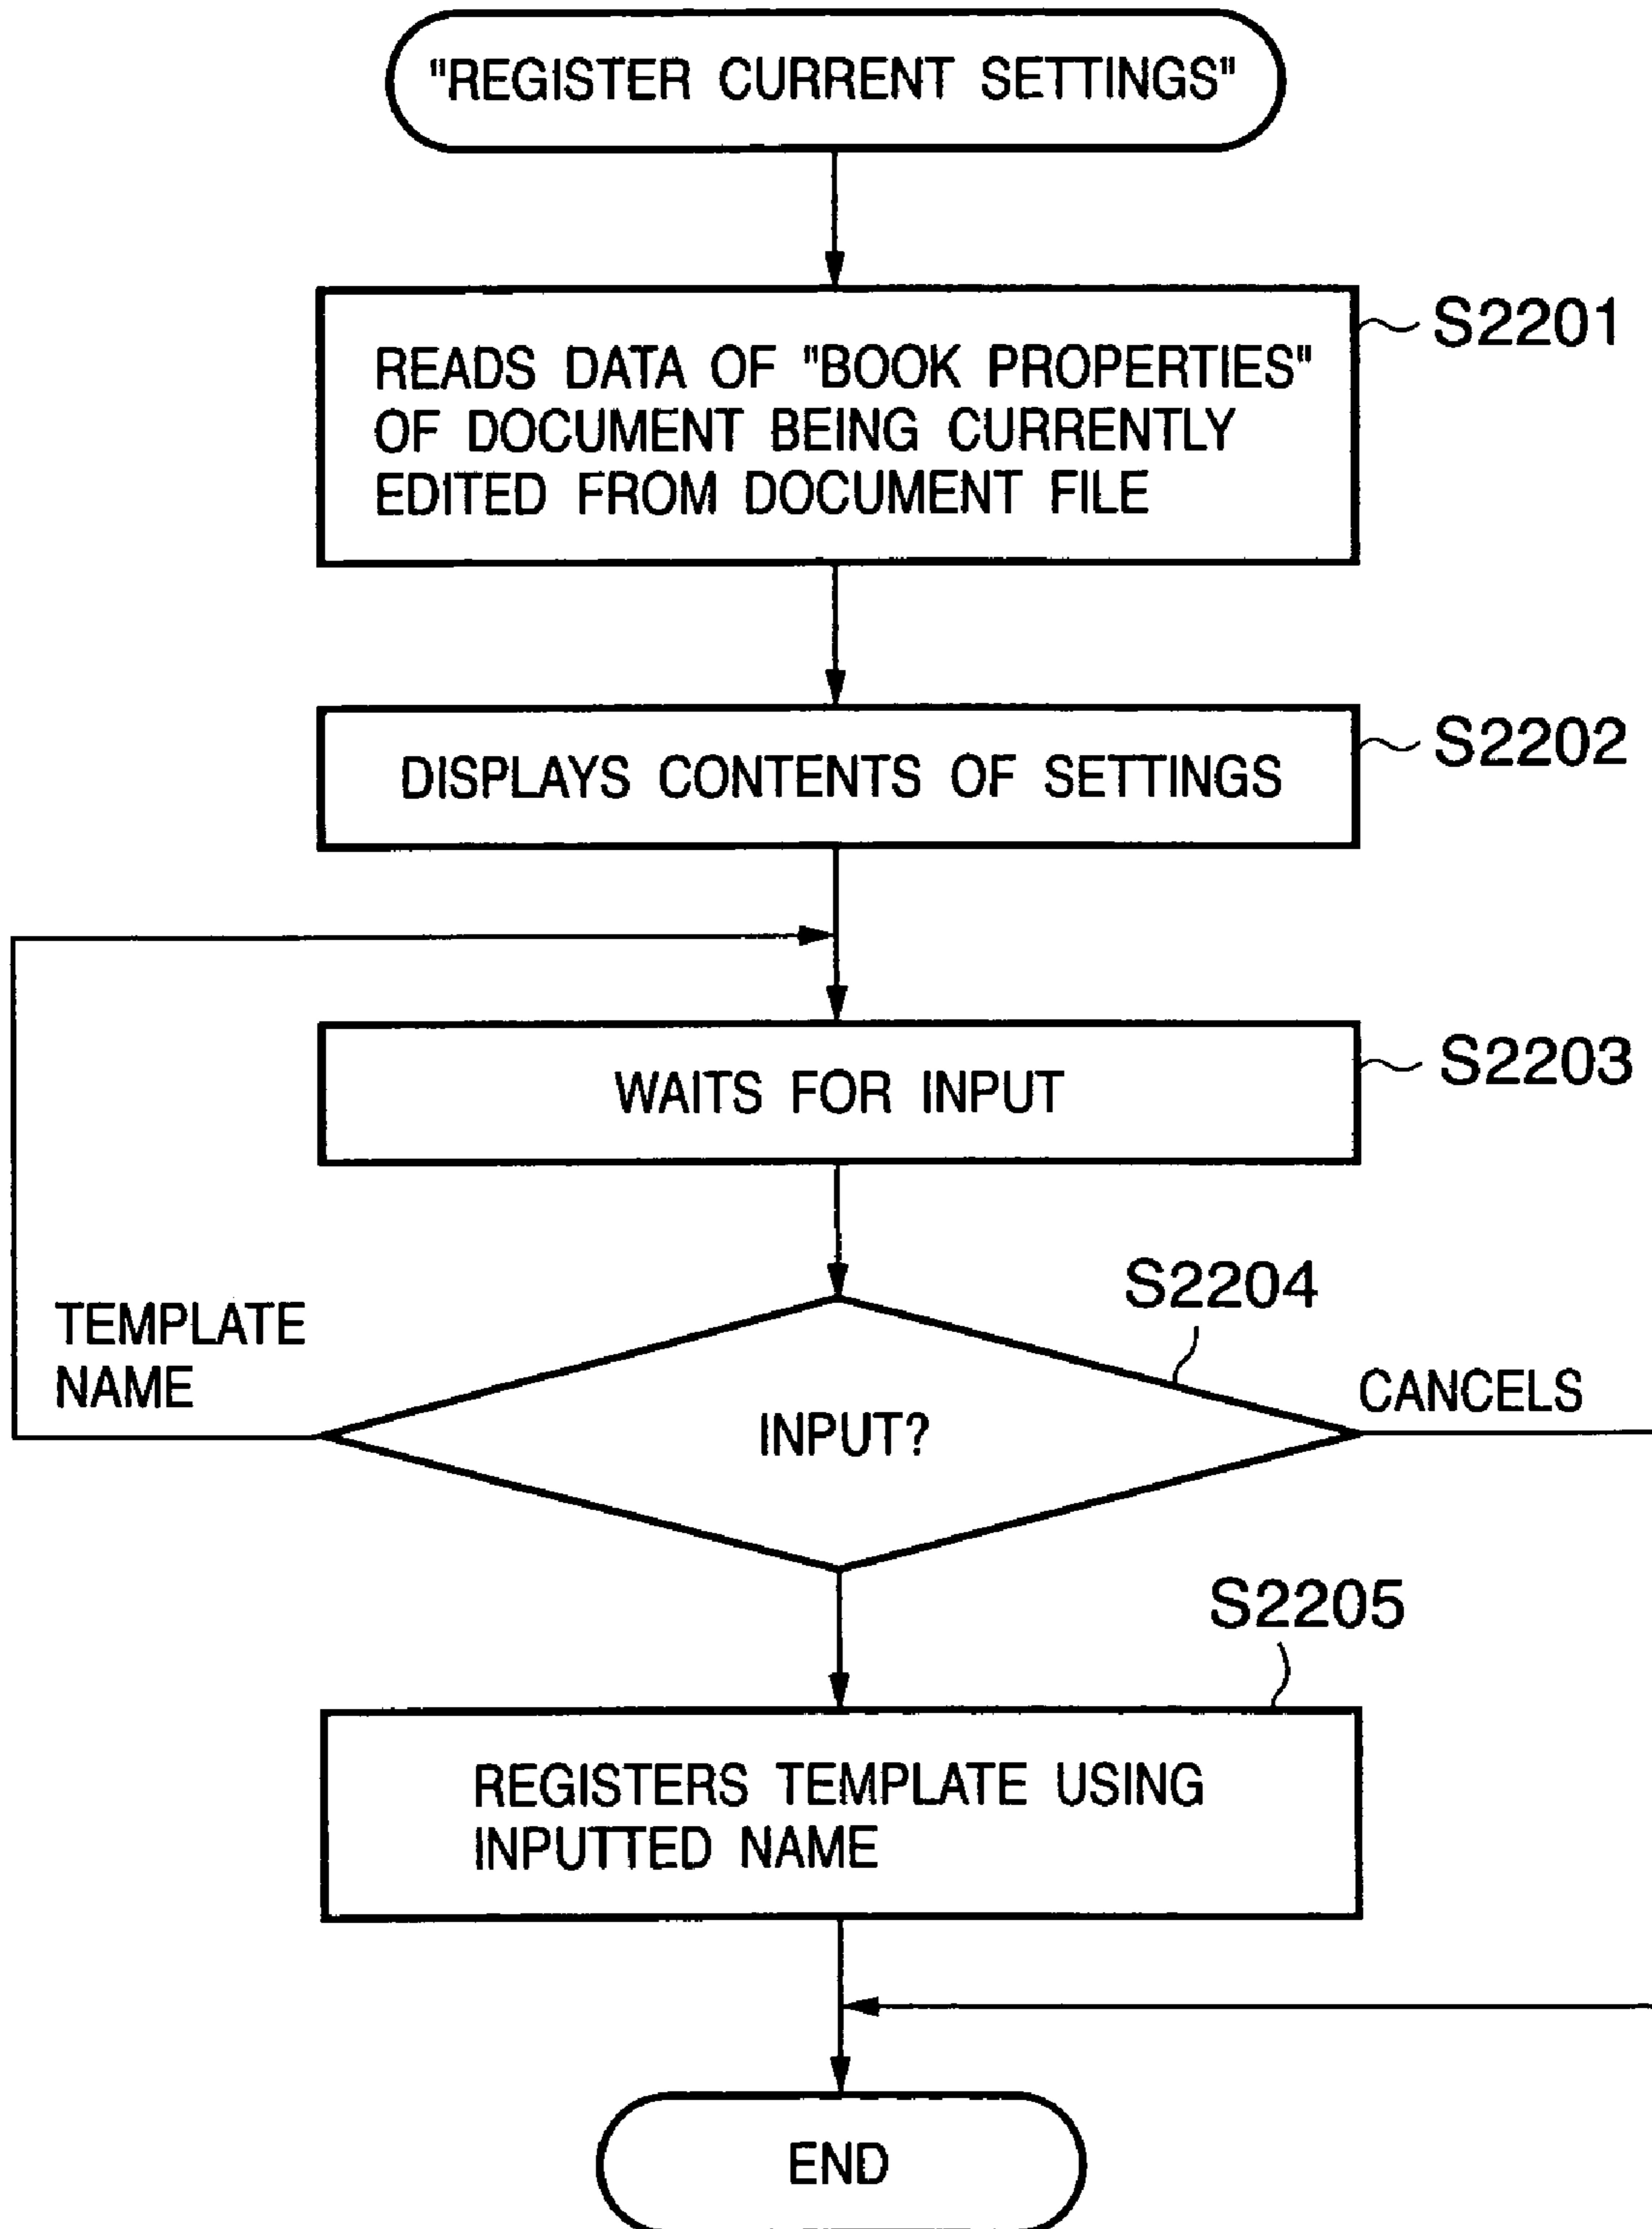 "REGISTER CURRENT SETTINGS"
S2201
READS DATA OF "BOOK PROPERTIES"
OF DOCUMENT BEING CURRENTLY
EDITED FROM DOCUMENT FILE
S2202
DISPLAYS CONTENTS OF SETTINGS
S2203
WAITS FOR INPUT
S2204
TEMPLATE
NAME
CANCELS
INPUT?
S2205
REGISTERS TEMPLATE USING
INPUTTED NAME
END